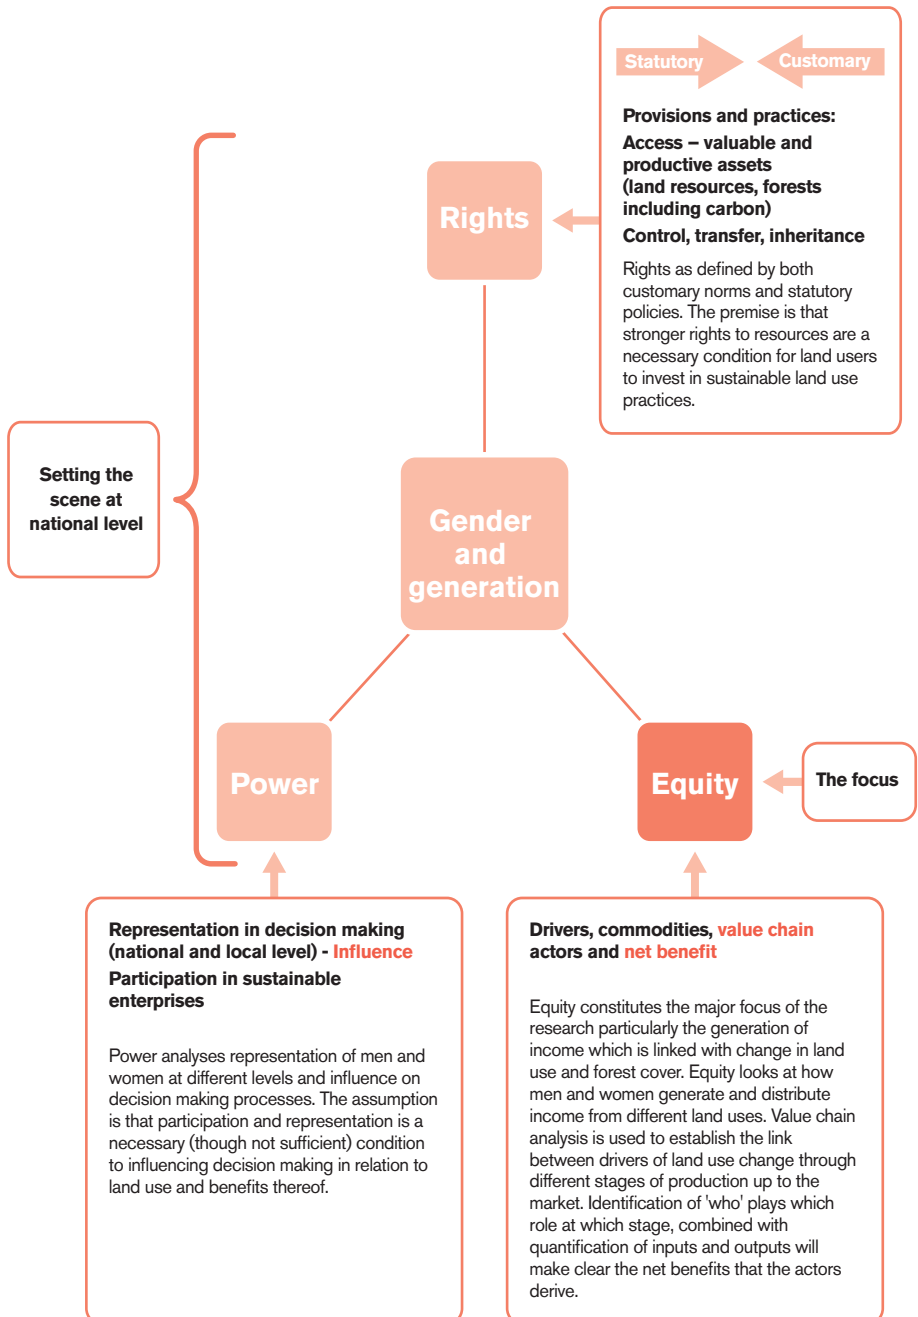 Statutory
Customary
Provisions and practices:
Access – valuable and
productive assets
(land resources, forests
including carbon)
Control, transfer, inheritance
Rights as defined by both
customary norms and statutory
policies. The premise is that
stronger rights to resources are a
necessary condition for land users
to invest in sustainable land use
practices.
Rights
Setting the
scene at
national level
Gender
and
generation
Power
Equity
The focus
Representation in decision making
(national and local level) - Influence
Participation in sustainable
enterprises
Power analyses representation of men and
women at different levels and influence on
decision making processes. The assumption
is that participation and representation is a
necessary (though not sufficient) condition
to influencing decision making in relation to
land use and benefits thereof.
Drivers, commodities, value chain
actors and net benefit
Equity constitutes the major focus of the
research particularly the generation of
income which is linked with change in land
use and forest cover. Equity looks at how
men and women generate and distribute
income from different land uses. Value chain
analysis is used to establish the link
between drivers of land use change through
different stages of production up to the
market. Identification of 'who' plays which
role at which stage, combined with
quantification of inputs and outputs will
make clear the net benefits that the actors
derive.